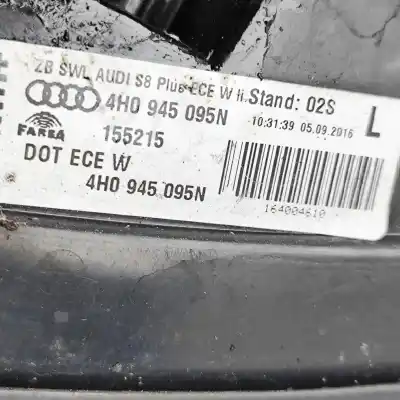 ZB SWL AUDI S8 Plus ECE W li. Stand: 02S
4H0 945 095N 10:31:39 05.09.2016 L
FARBA 155215
DOT ECE W
4H0 945 095N
164004610